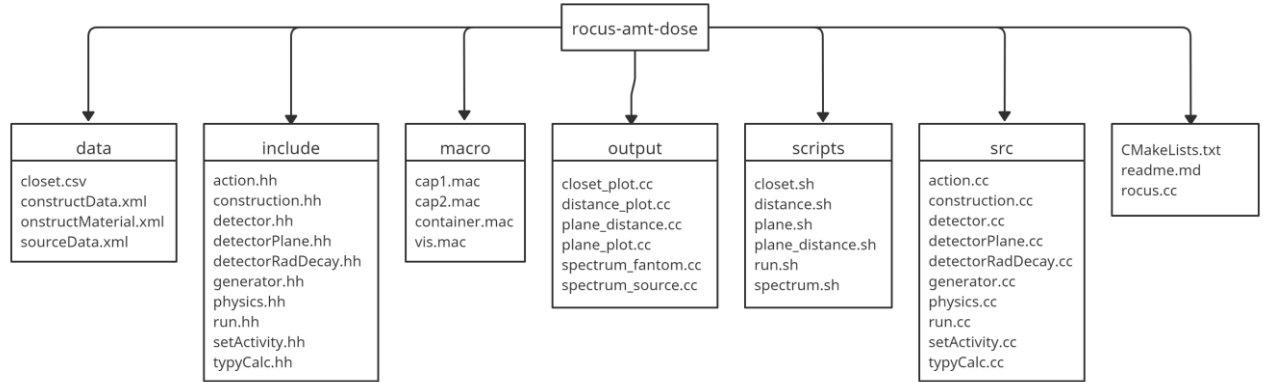 rocus-amt-dose
data
closet.csv
constructData.xml
onstructMaterial.xml
sourceData.xml
include
action.hh
construction.hh
detector.hh
detectorPlane.hh
detectorRadDecay.hh
generator.hh
physics.hh
run.hh
setActivity.hh
typyCalc.hh
macro
cap1.mac
cap2.mac
container.mac
vis.mac
output
closet_plot.cc
distance_plot.cc
plane_distance.cc
plane_plot.cc
spectrum_fantom.cc
spectrum_source.cc
scripts
closet.sh
distance.sh
plane.sh
plane_distance.sh
run.sh
spectrum.sh
src
action.cc
construction.cc
detector.cc
detectorPlane.cc
detectorRadDecay.cc
generator.cc
physics.cc
run.cc
setActivity.cc
typyCalc.cc
CMakeLists.txt
readme.md
rocus.cc